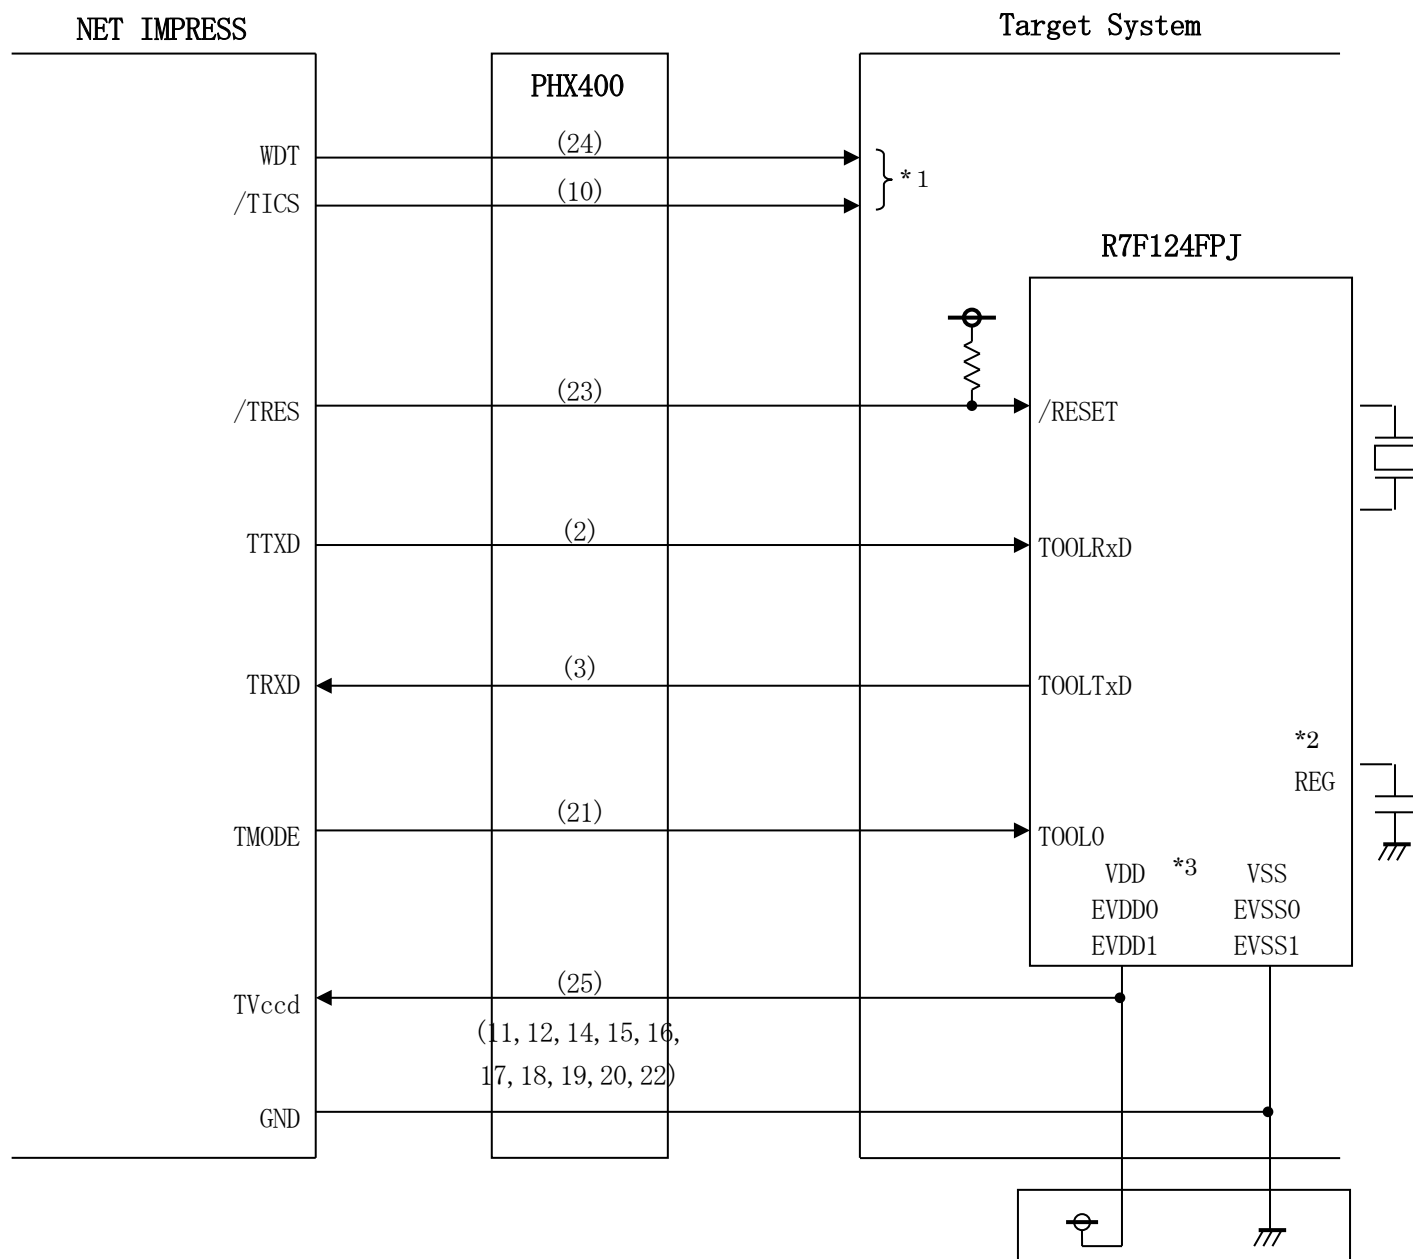 NET IMPRESS
Target System
PHX400
WDT
(24)
*1
/TICS
(10)
R7F124FPJ
/TRES
(23)
/RESET
TTXD
(2)
TOOLRxD
TRXD
(3)
TOOLTxD
*2
REG
TMODE
(21)
TOOL0
VDD *3 VSS
EVDD0 EVSS0
EVDD1 EVSS1
TVccd
(25)
(11,12,14,15,16,
17,18,19,20,22)
GND